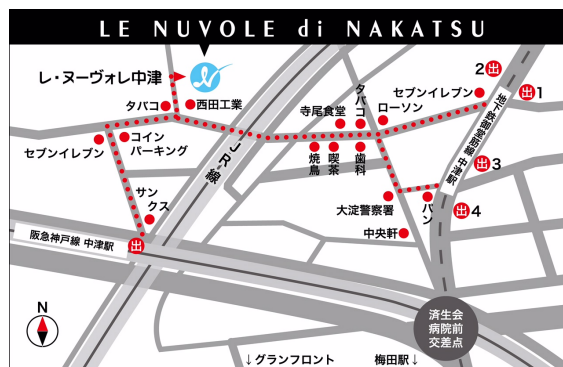 LE NUVOLE di NAKATSU
レ・ヌーヴォレ中津
タバコ
西田工業
セブンイレブン
コイン
パーキング
サン
クス
阪急神戸線 中津駅
出
JR線
寺尾食堂
タバコ
ローソン
セブンイレブン
2出
出1
地下鉄御堂筋線 中津駅
焼鳥
喫茶
歯科
出3
大淀警察署
パン
出4
中央軒
N
済生会
病院前
交差点
↓グランフロント
梅田駅↓